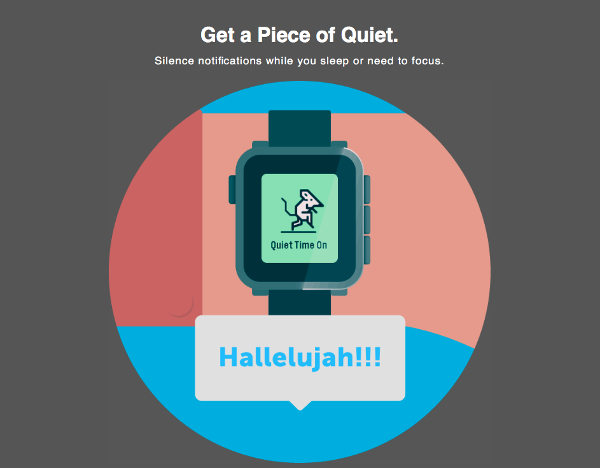 Get a Piece of Quiet.
Silence notifications while you sleep or need to focus.
Quiet Time On
Hallelujah!!!